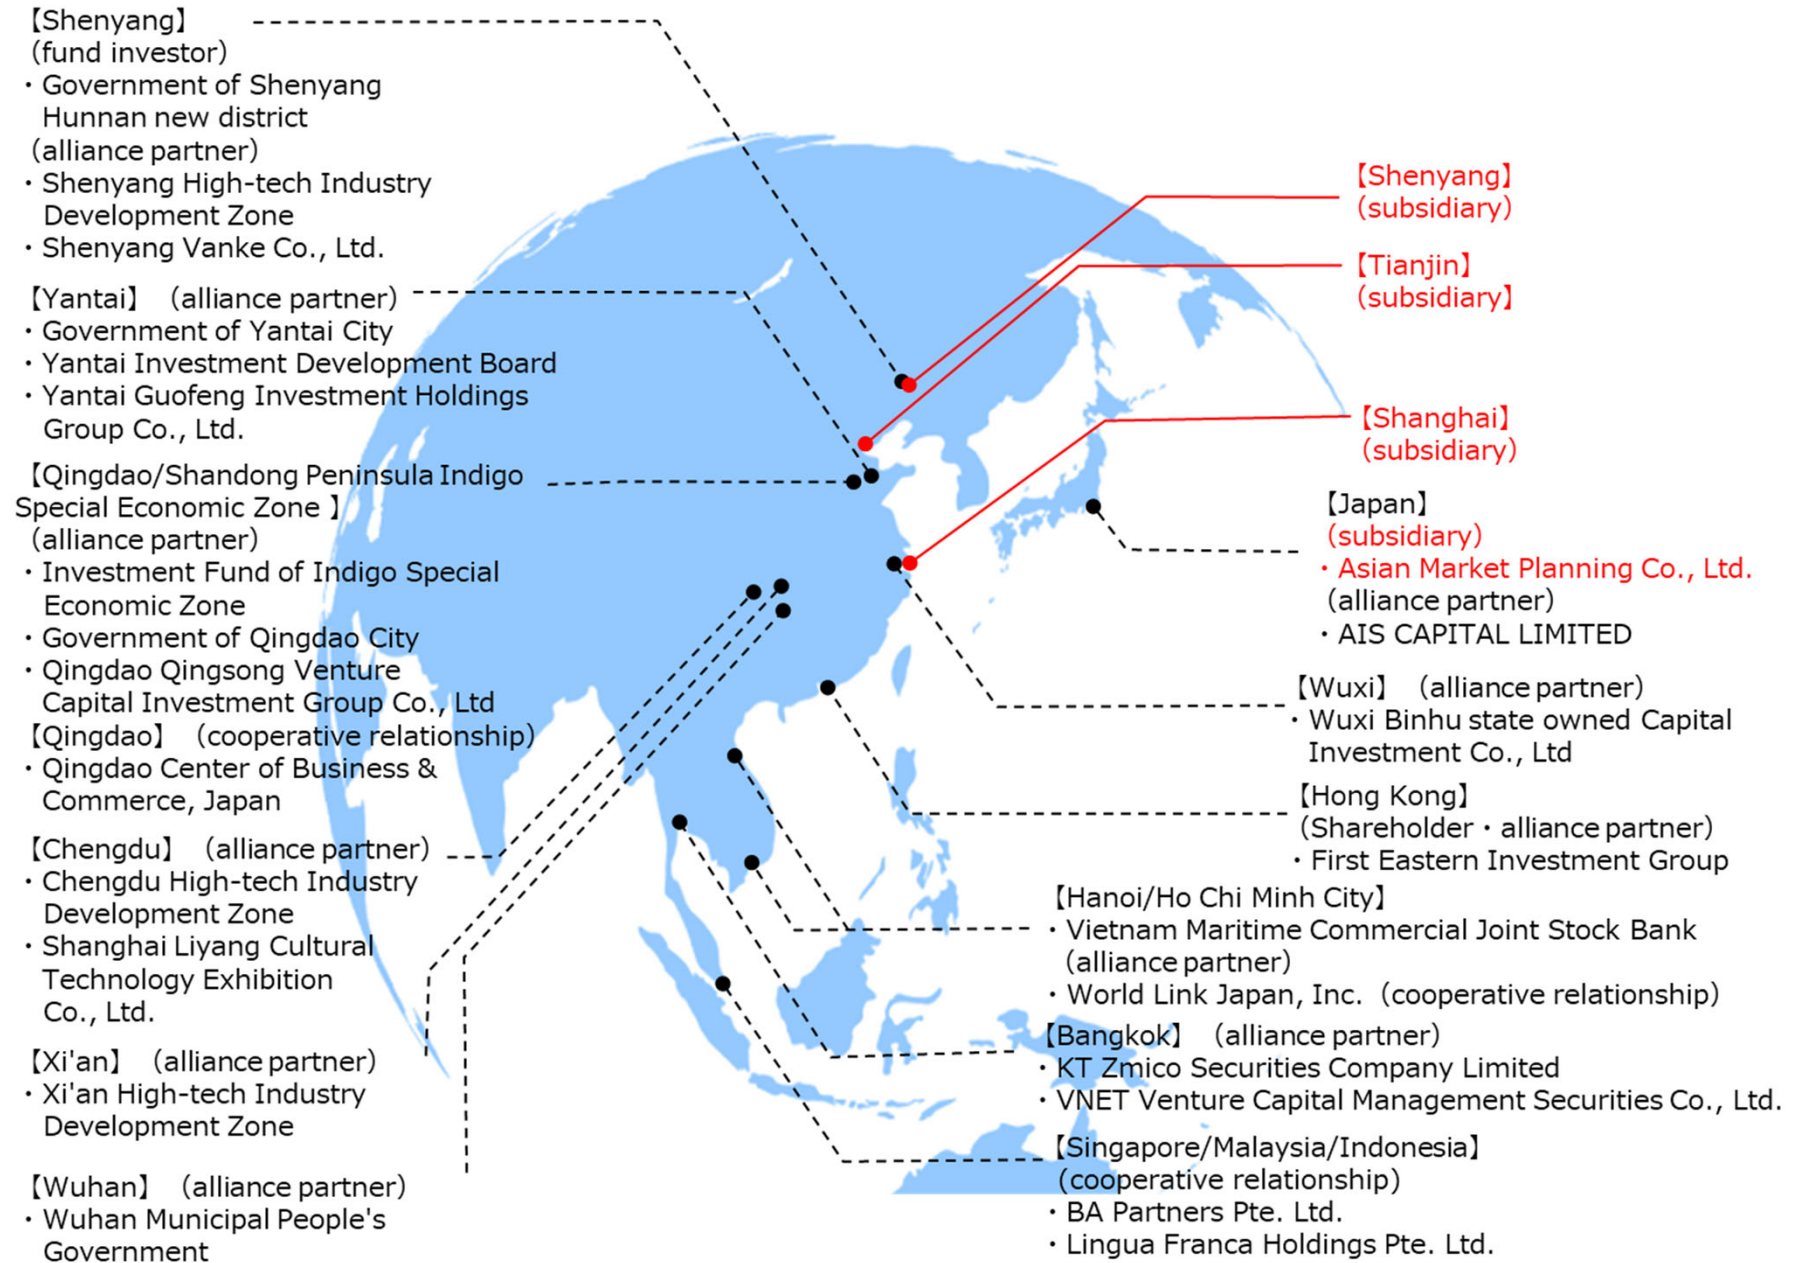 【Shenyang】
（fund investor）
・Government of Shenyang
Hunnan new district
（alliance partner）
・Shenyang High-tech Industry
Development Zone
・Shenyang Vanke Co., Ltd.
【Yantai】（alliance partner）
・Government of Yantai City
・Yantai Investment Development Board
・Yantai Guofeng Investment Holdings
Group Co., Ltd.
【Qingdao/Shandong Peninsula Indigo
Special Economic Zone 】
（alliance partner）
・Investment Fund of Indigo Special
Economic Zone
・Government of Qingdao City
・Qingdao Qingsong Venture
Capital Investment Group Co., Ltd
【Qingdao】（cooperative relationship）
・Qingdao Center of Business &
Commerce, Japan
【Chengdu】（alliance partner）
・Chengdu High-tech Industry
Development Zone
・Shanghai Liyang Cultural
Technology Exhibition
Co., Ltd.
【Xi'an】（alliance partner）
・Xi'an High-tech Industry
Development Zone
【Wuhan】（alliance partner）
・Wuhan Municipal People's
Government
【Shenyang】
（subsidiary）
【Tianjin】
（subsidiary】
【Shanghai】
（subsidiary）
【Japan】
（subsidiary）
・Asian Market Planning Co., Ltd.
（alliance partner）
・AIS CAPITAL LIMITED
【Wuxi】（alliance partner）
・Wuxi Binhu state owned Capital
Investment Co., Ltd
【Hong Kong】
（Shareholder・alliance partner）
・First Eastern Investment Group
【Hanoi/Ho Chi Minh City】
・Vietnam Maritime Commercial Joint Stock Bank
（alliance partner）
・World Link Japan, Inc.（cooperative relationship）
【Bangkok】（alliance partner）
・KT Zmico Securities Company Limited
・VNET Venture Capital Management Securities Co., Ltd.
【Singapore/Malaysia/Indonesia】
（cooperative relationship）
・BA Partners Pte. Ltd.
・Lingua Franca Holdings Pte. Ltd.